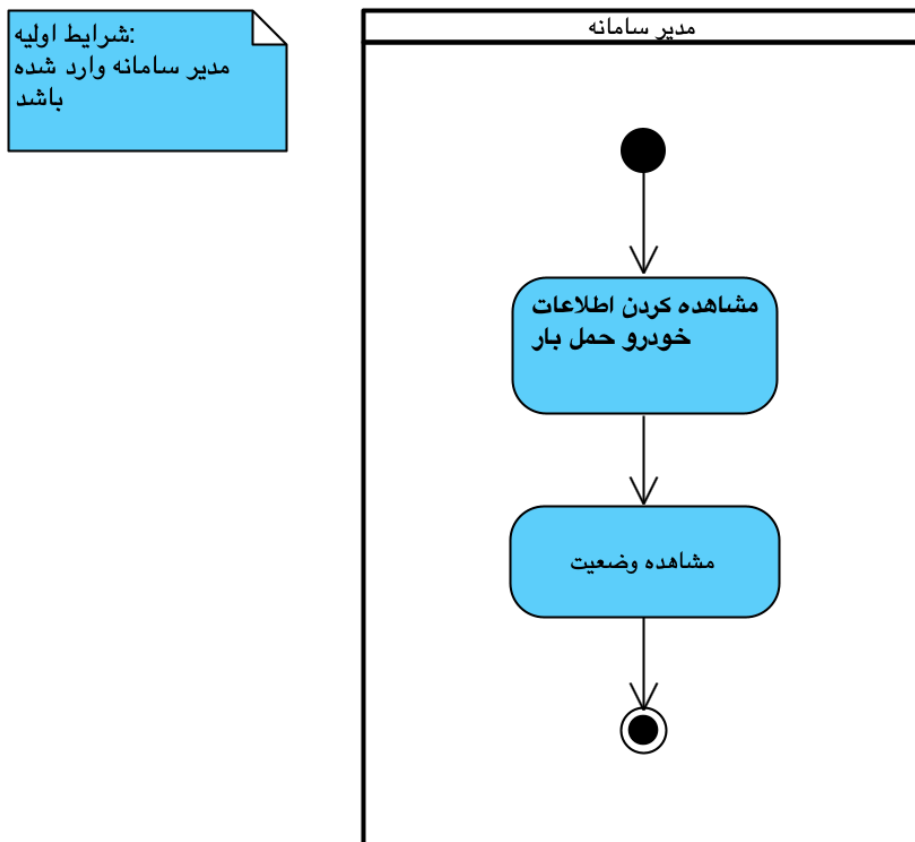 شرایط اولیه:
مدیر سامانه وارد شده
باشد
مدیر سامانه
مشاهده کردن اطلاعات
خودرو حمل بار
مشاهده وضعیت